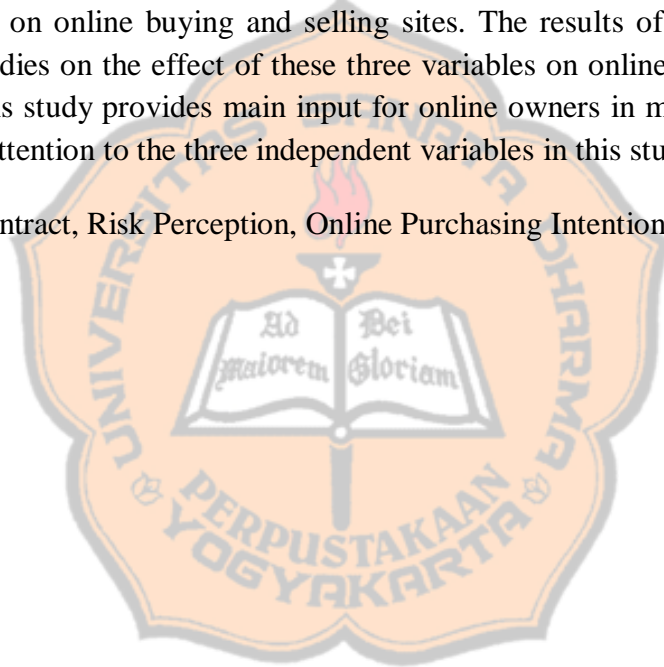 on online buying and selling sites. The results of
dies on the effect of these three variables on online
is study provides main input for online owners in m
ttention to the three independent variables in this stu
ntract, Risk Perception, Online Purchasing Intention
UNIVERSITAS SANATA DHARMA
Ad Dei
Maiorem Gloriam
PERPUSTAKAAN
YOGYAKARTA